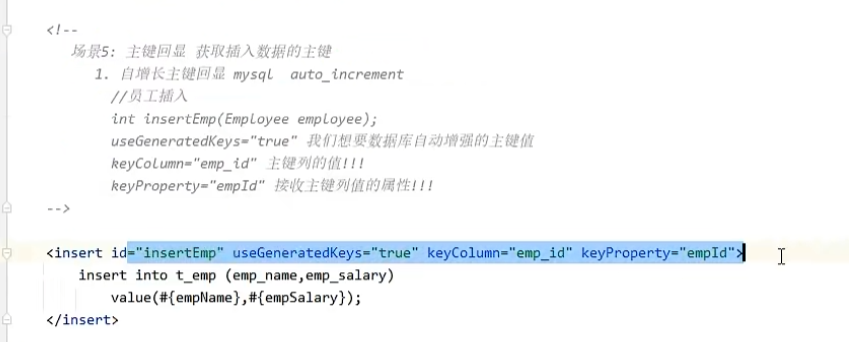 <!--
场景5: 主键回显 获取插入数据的主键
1. 自增长主键回显 mysql auto_increment
//员工插入
int insertEmp(Employee employee);
useGeneratedKeys="true" 我们想要数据库自动增强的主键值
keyColumn="emp_id" 主键列的值!!!
keyProperty="empId" 接收主键列值的属性!!!
-->
<insert id="insertEmp" useGeneratedKeys="true" keyColumn="emp_id" keyProperty="empId">
insert into t_emp (emp_name,emp_salary)
value(#{empName},#{empSalary});
</insert>